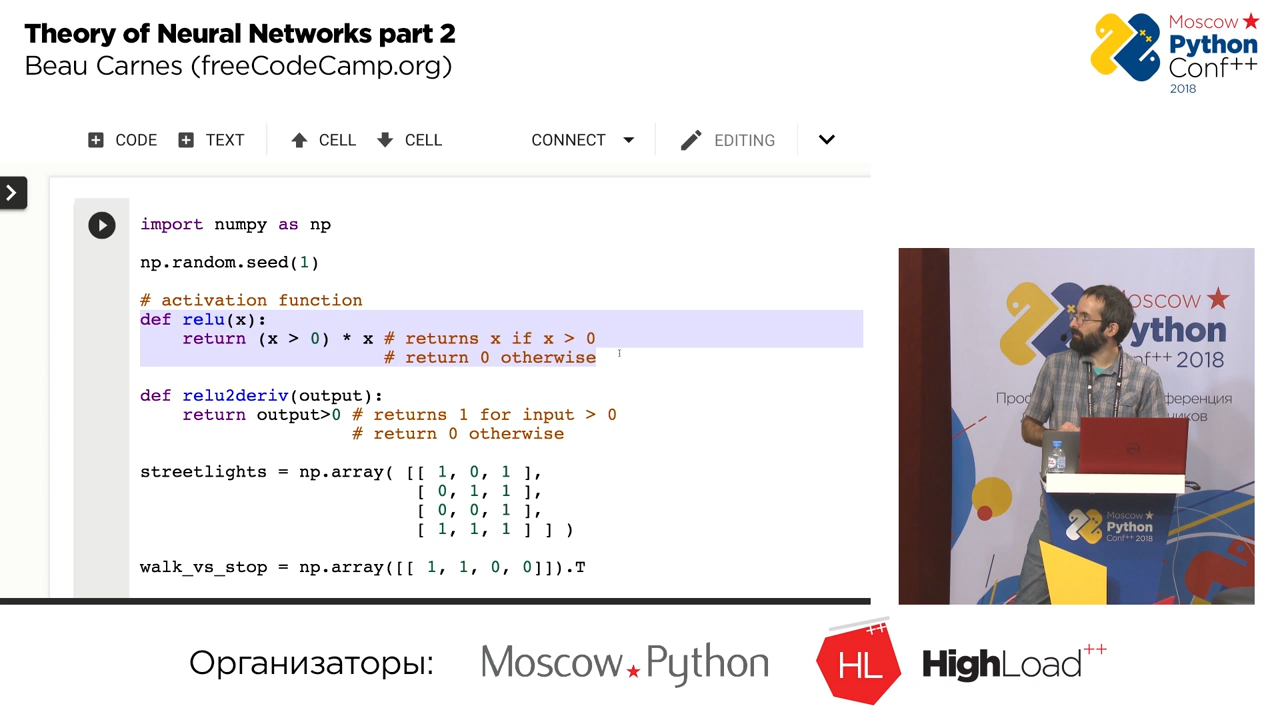 Theory of Neural Networks part 2
Beau Carnes (freeCodeCamp.org)
Moscow
Python
Conf++
2018
CODE TEXT CELL CELL CONNECT EDITING
import numpy as np
np.random.seed(1)
# activation function
def relu(x):
return (x > 0) * x # returns x if x > 0
# return 0 otherwise
def relu2deriv(output):
return output>0 # returns 1 for input > 0
# return 0 otherwise
streetlights = np.array( [[ 1, 0, 1 ],
[ 0, 1, 1 ],
[ 0, 0, 1 ],
[ 1, 1, 1 ] ] )
walk_vs_stop = np.array([[ 1, 1, 0, 0]]).T
Moscow
Python
Conf++ 2018
Организаторы: Moscow Python HL++ HighLoad++